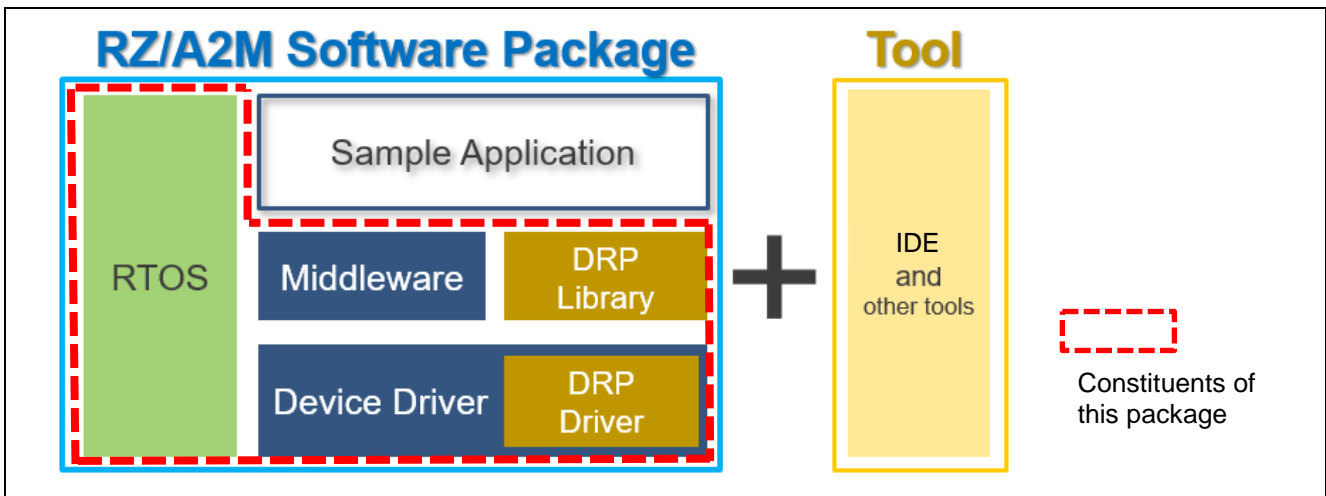 RZ/A2M Software Package
Tool
RTOS
Sample Application
Middleware
DRP
Library
Device Driver
DRP
Driver
IDE
and
other tools
Constituents of
this package